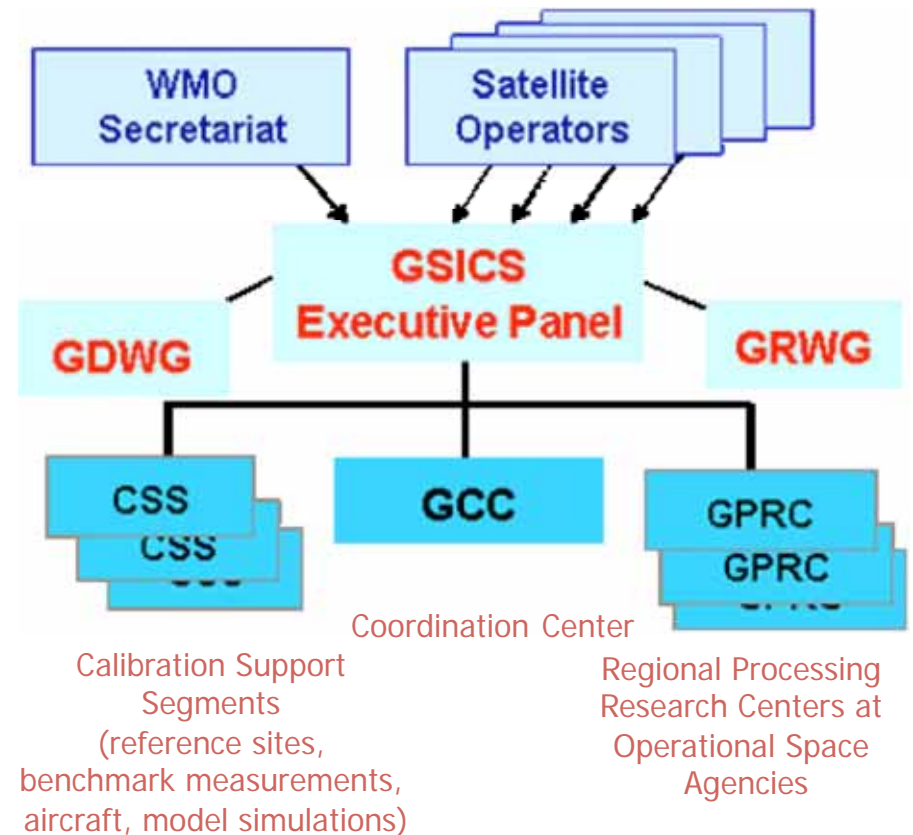 WMO
Secretariat
Satellite
Operators
GSICS
Executive Panel
GDWG
GRWG
CSS
CSS
GCC
GPRC
GPRC
Coordination Center
Calibration Support
Segments
(reference sites,
benchmark measurements,
aircraft, model simulations)
Regional Processing
Research Centers at
Operational Space
Agencies